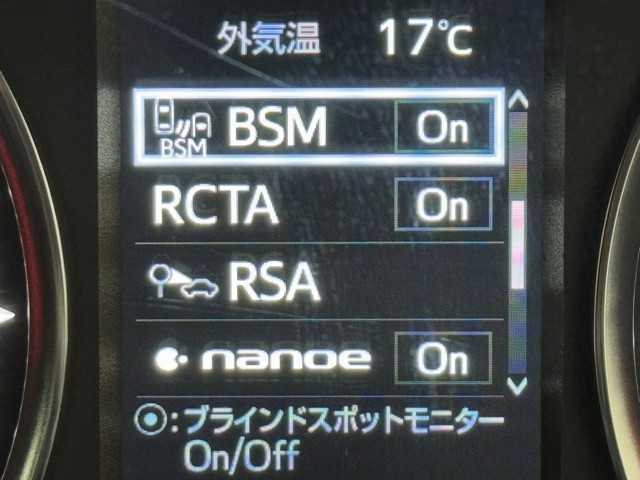 外気温 17℃
BSM BSM On
RCTA On
RSA
nanoe On
:ブラインドスポットモニター
On/Off